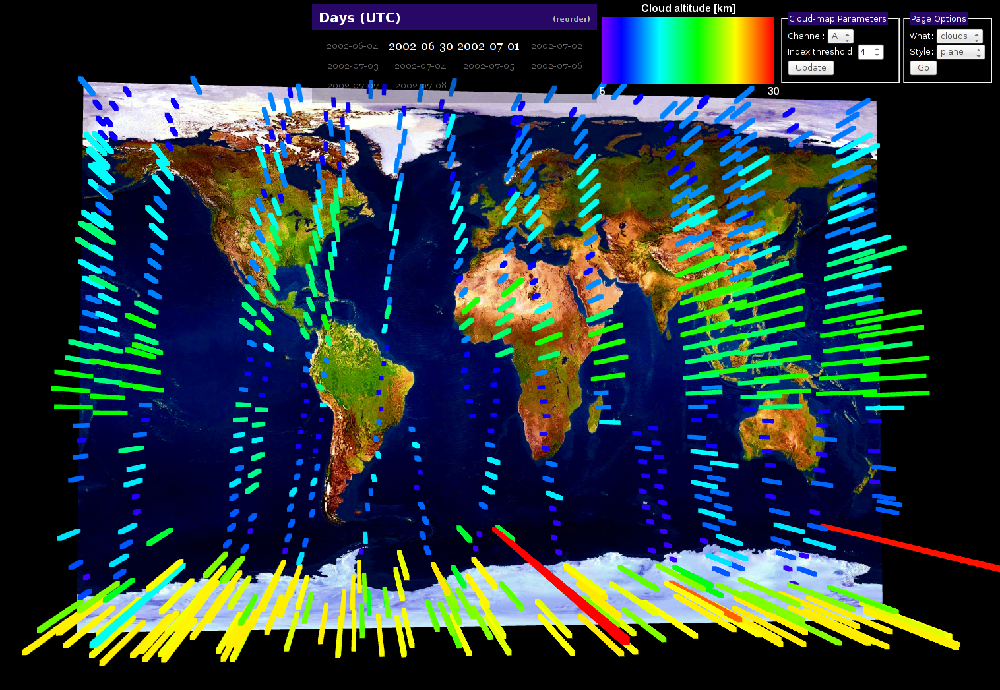 Days (UTC) (reorder)
2002-06-04 2002-06-30 2002-07-01 2002-07-02
2002-07-03 2002-07-04 2002-07-05 2002-07-06
2002-07-07 2002-07-08
Cloud altitude [km]
5 30
Cloud-map Parameters
Channel: A
Index threshold: 4
Update
Page Options
What: clouds
Style: plane
Go